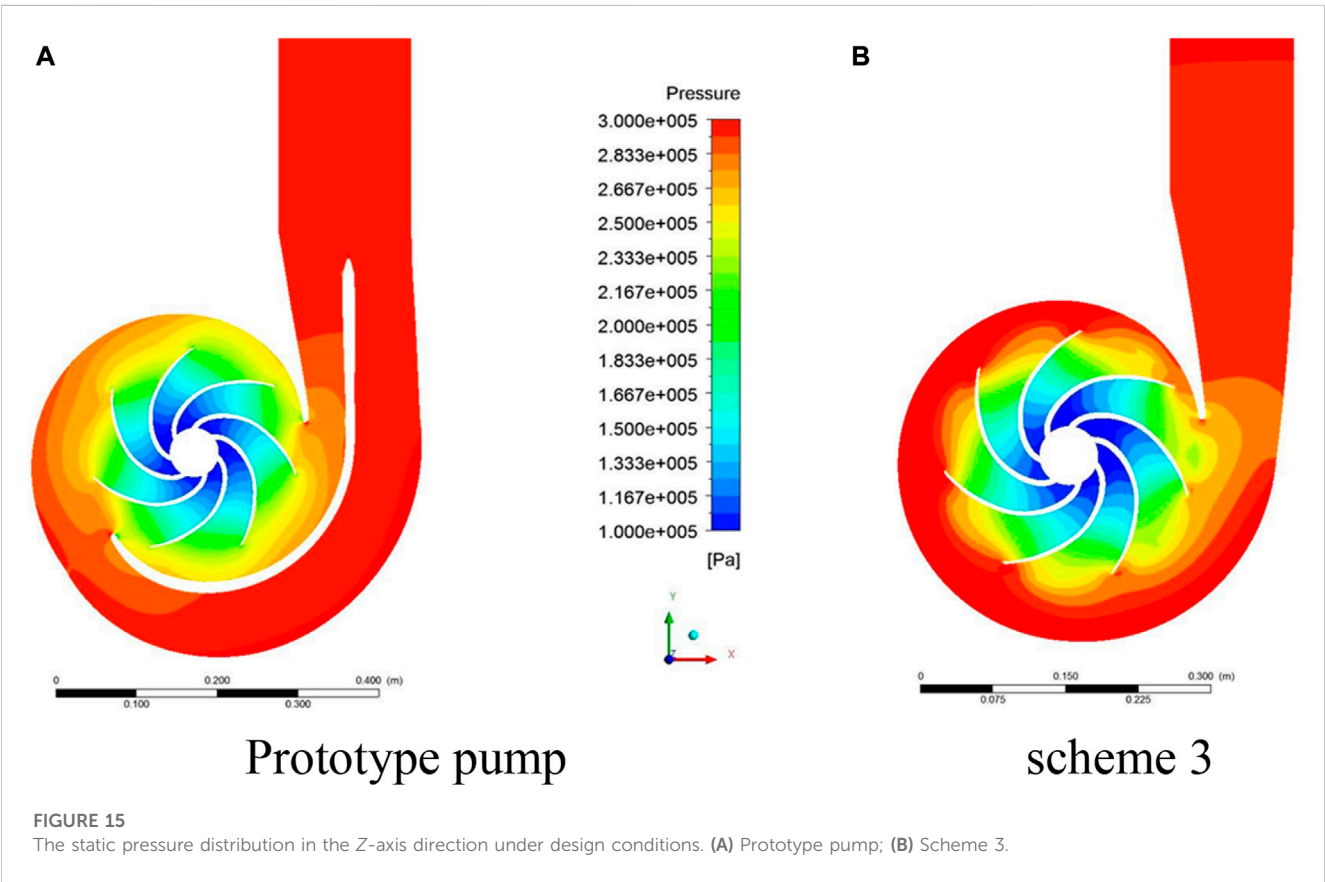 A
B
Pressure
3.000e+005
2.833e+005
2.667e+005
2.500e+005
2.333e+005
2.167e+005
2.000e+005
1.833e+005
1.667e+005
1.500e+005
1.333e+005
1.167e+005
1.000e+005
[Pa]
Y
Z
X
0 0.200 0.400 (m)
0.100 0.300
0 0.150 0.300 (m)
0.075 0.225
Prototype pump
scheme 3
FIGURE 15
The static pressure distribution in the Z-axis direction under design conditions. (A) Prototype pump; (B) Scheme 3.